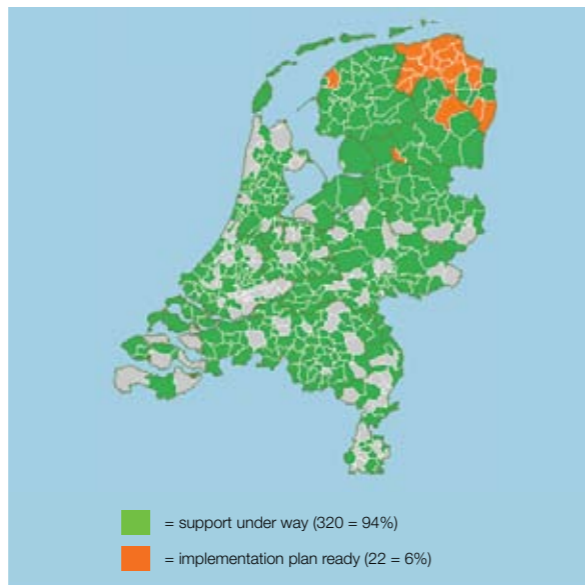 = support under way (320 = 94%)
= implementation plan ready (22 = 6%)